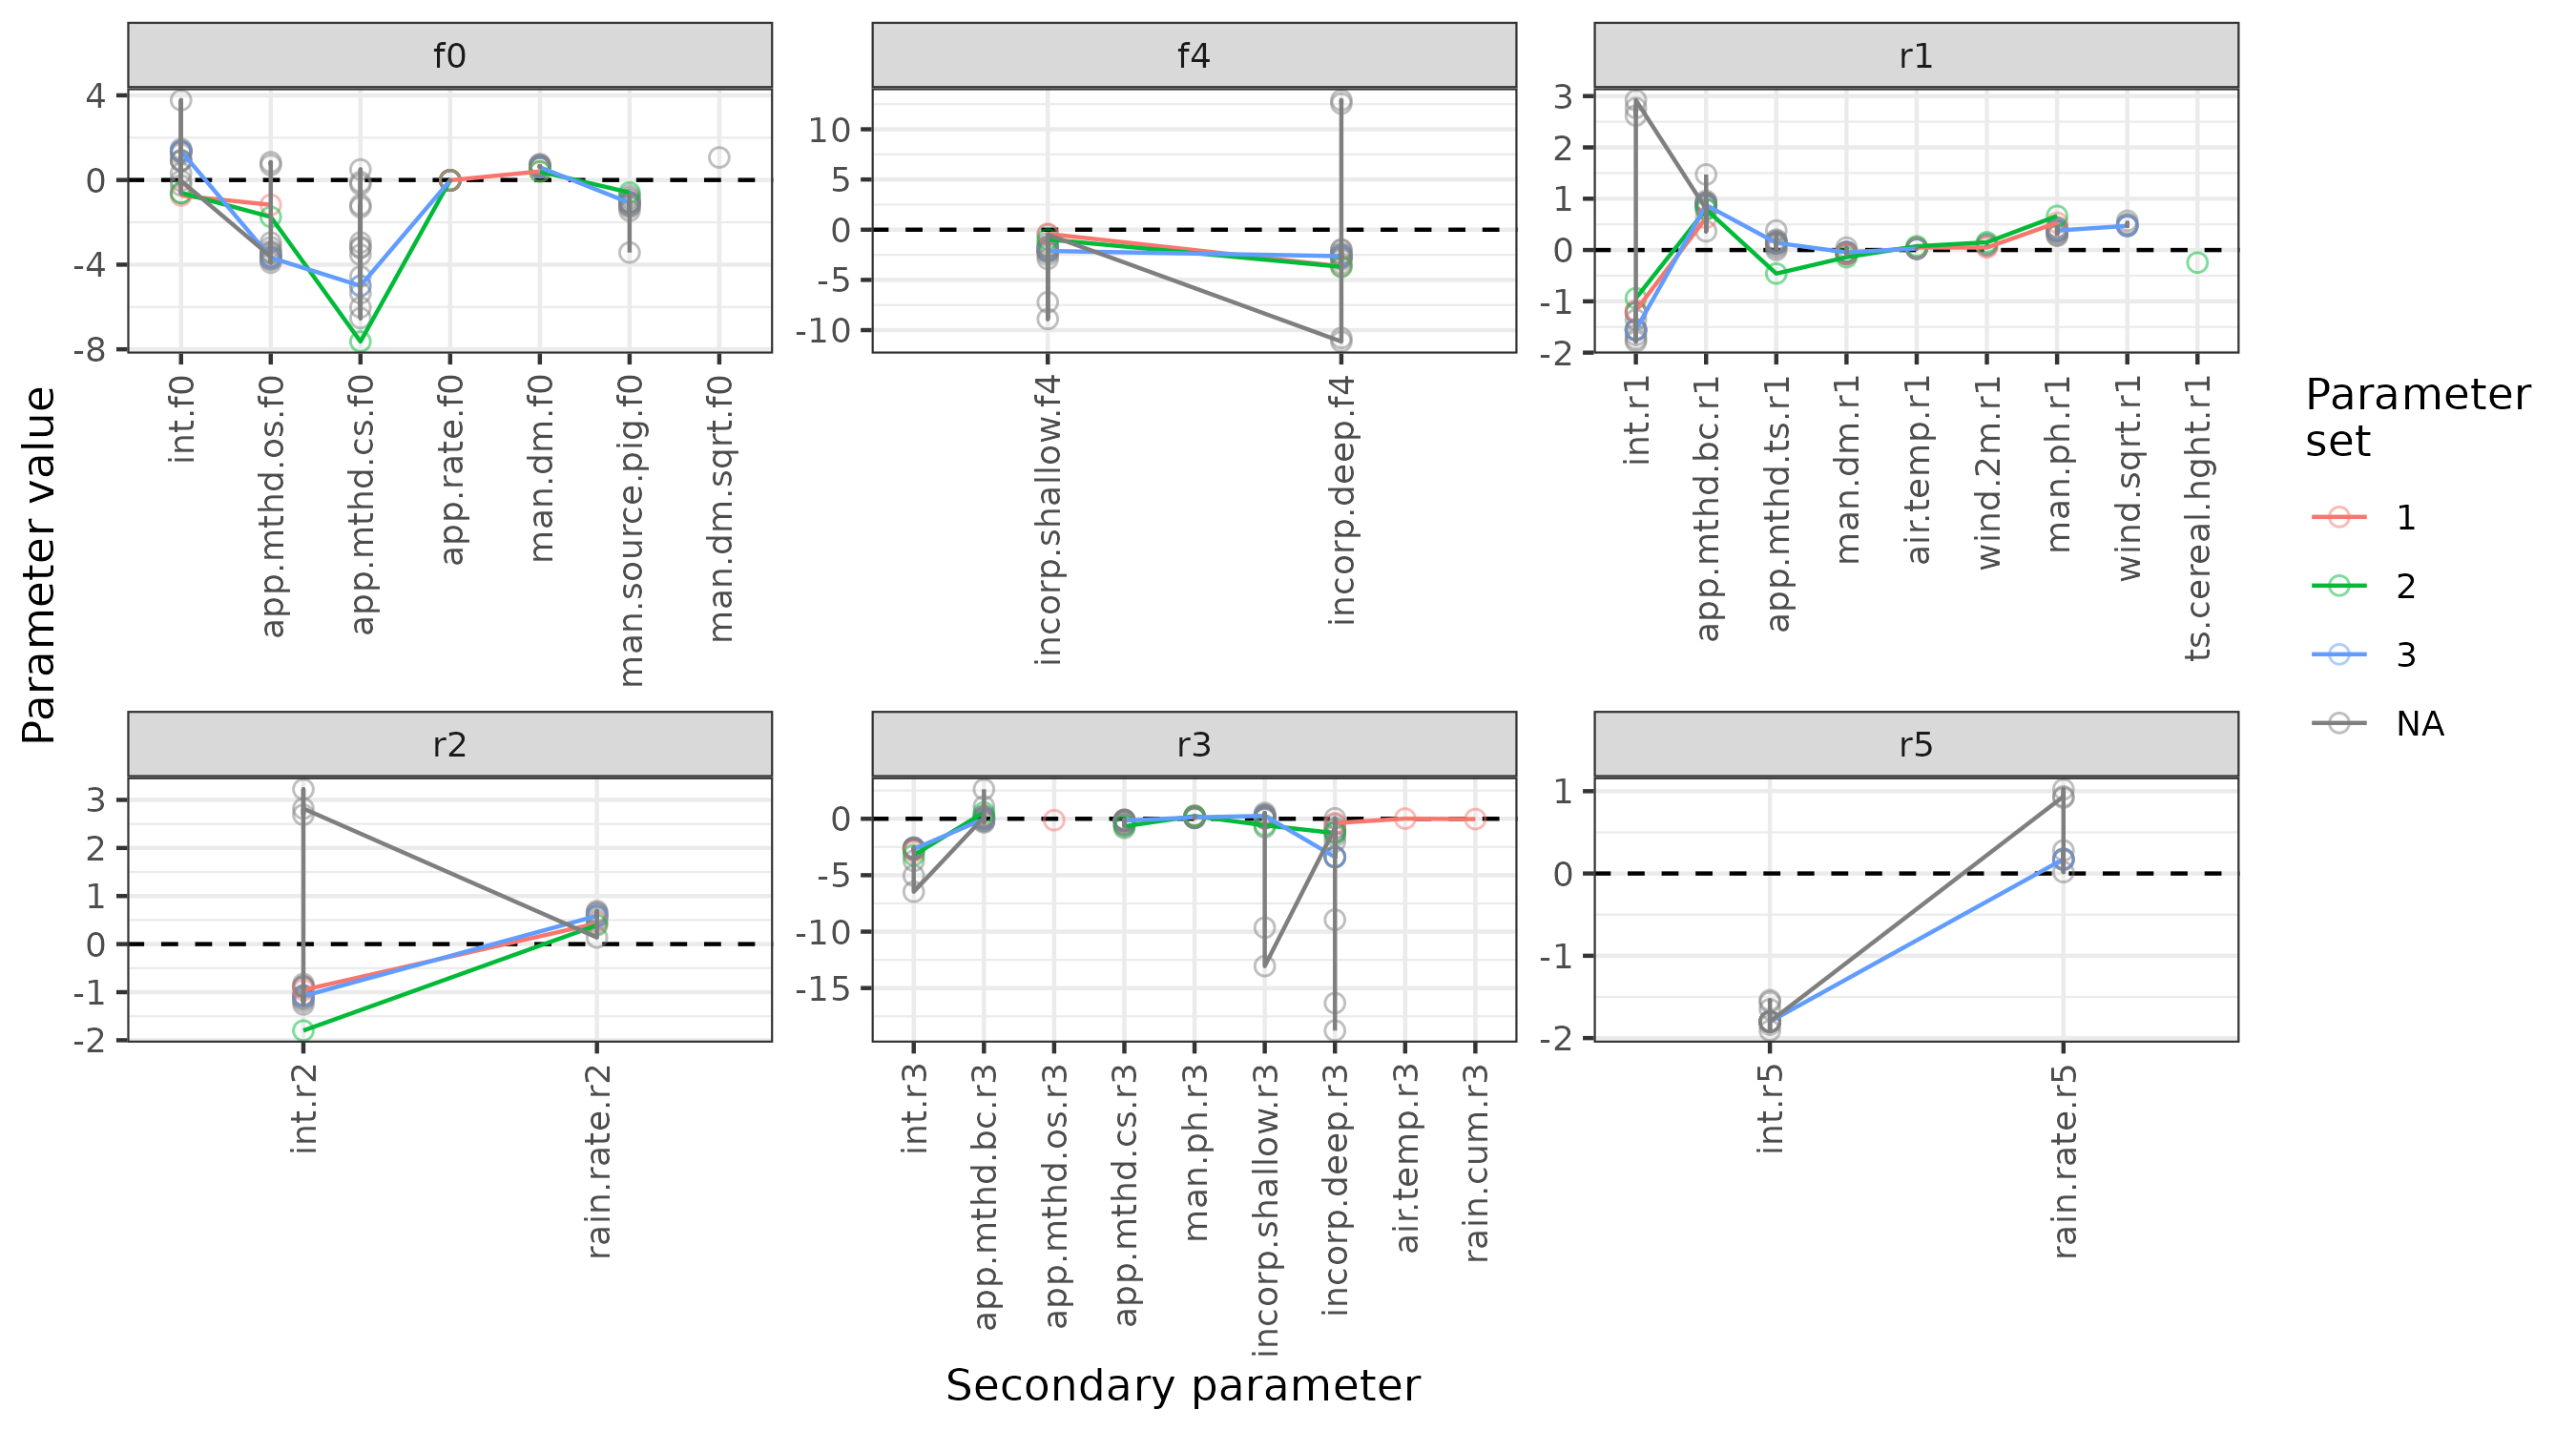 f0
f4
r1
4
0
-4
-8
10
5
0
-5
-10
3
2
1
0
-1
-2
int.f0
app.mthd.os.f0
app.mthd.cs.f0
app.rate.f0
man.dm.f0
man.source.pig.f0
man.dm.sqrt.f0
incorp.shallow.f4
incorp.deep.f4
int.r1
app.mthd.bc.r1
app.mthd.ts.r1
man.dm.r1
air.temp.r1
wind.2m.r1
man.ph.r1
wind.sqrt.r1
ts.cereal.hght.r1
Parameter value
r2
r3
r5
3
2
1
0
-1
-2
0
-5
-10
-15
1
0
-1
-2
int.r2
rain.rate.r2
int.r3
app.mthd.bc.r3
app.mthd.os.r3
app.mthd.cs.r3
man.ph.r3
incorp.shallow.r3
incorp.deep.r3
air.temp.r3
rain.cum.r3
int.r5
rain.rate.r5
Secondary parameter
Parameter
set
1
2
3
NA